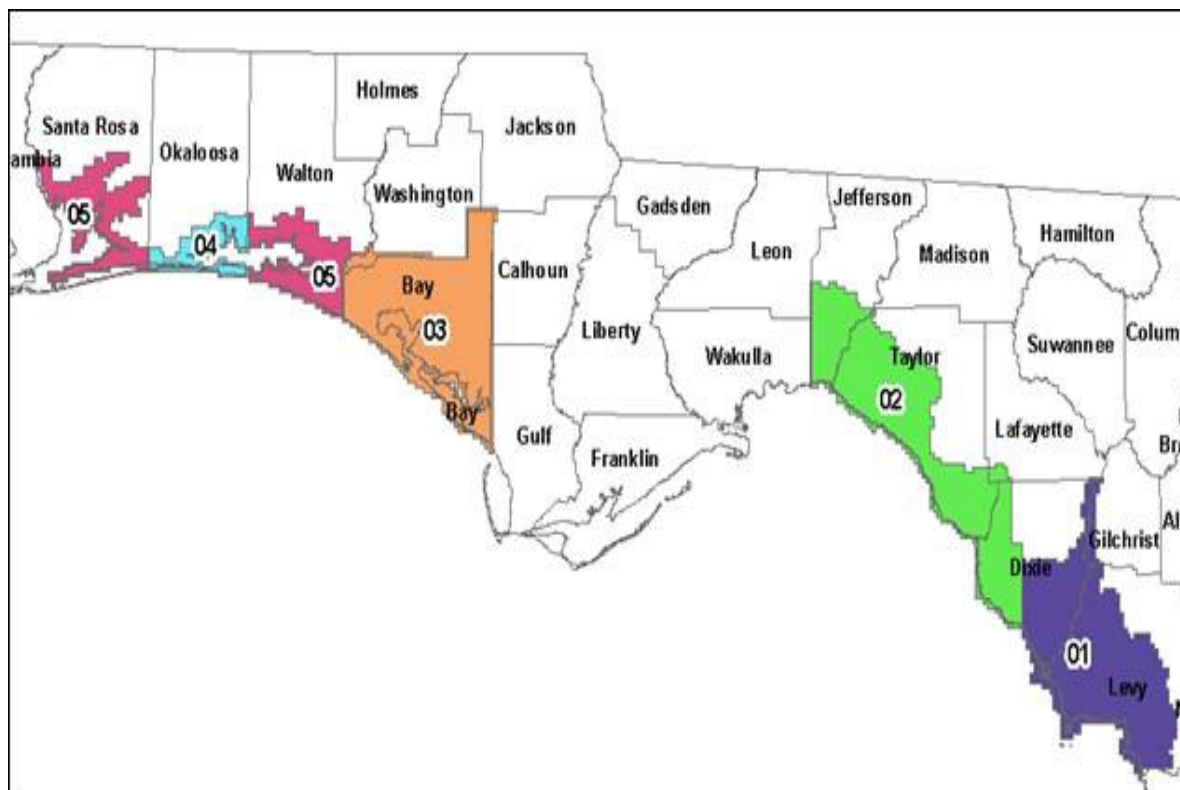 Holmes
Santa Rosa
Okaloosa
Jackson
ambia
Walton
Washington
Gadsden
Jefferson
Hamilton
Leon
Madison
05
04
05
Bay
03
Calhoun
Liberty
Wakulla
Taylor
02
Suwannee
Colum
Bay
Gulf
Franklin
Lafayette
Br
Gilchrist
Al
Dixie
01
Levy